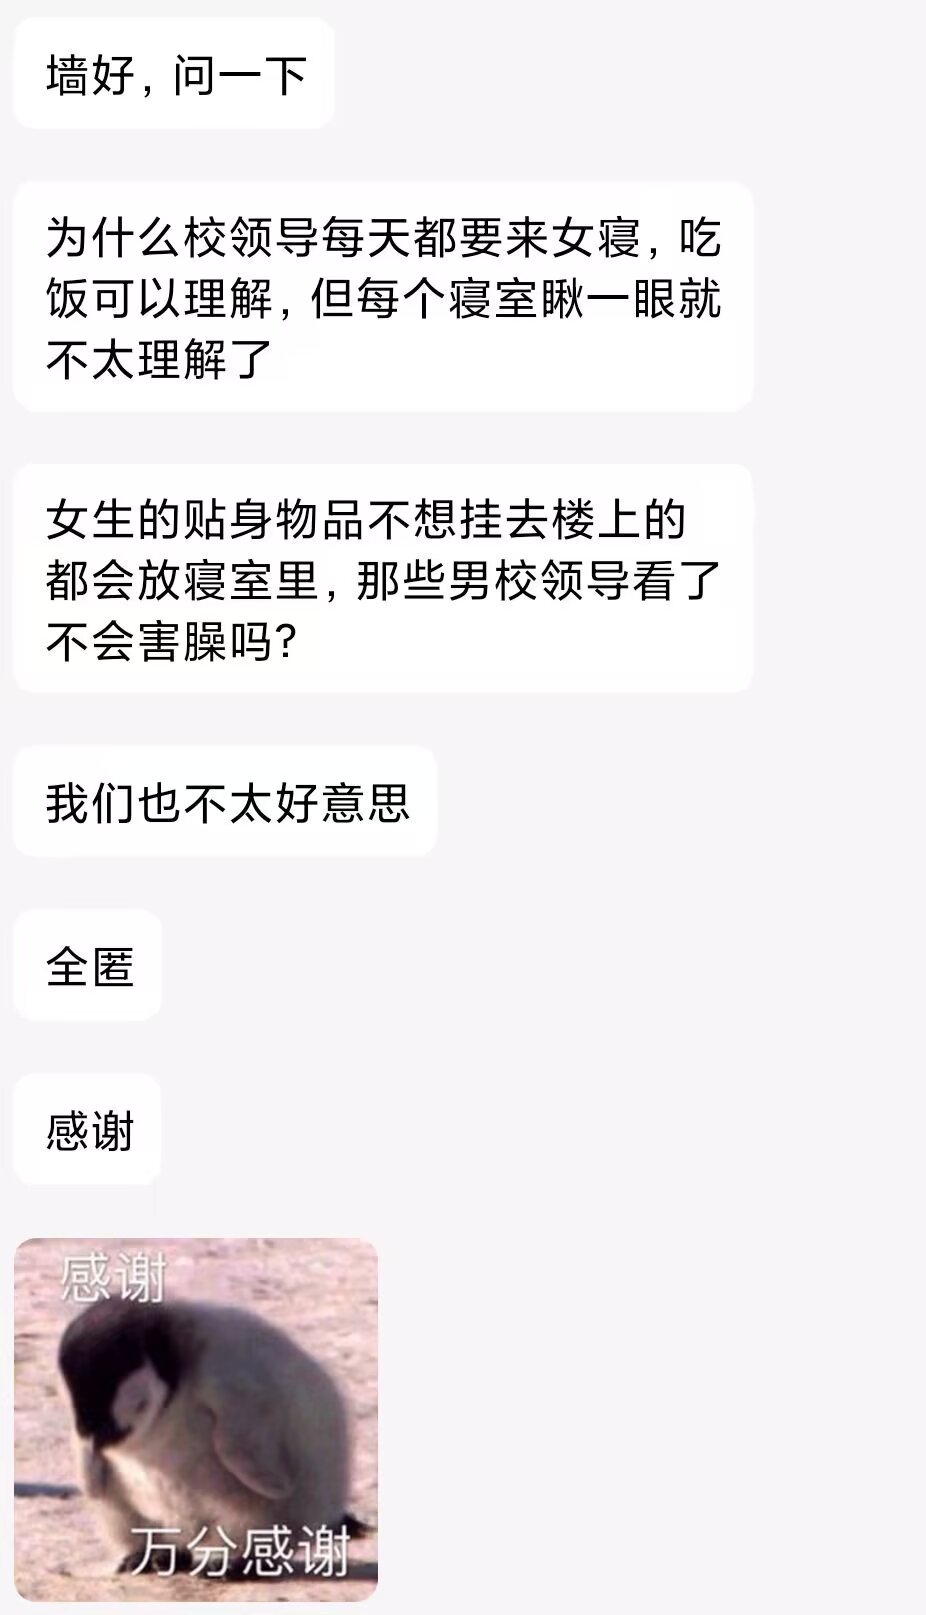 墙好，问一下
为什么校领导每天都要来女寝，吃
饭可以理解，但每个寝室瞅一眼就
不太理解了
女生的贴身物品不想挂去楼上的
都会放寝室里，那些男校领导看了
不会害臊吗？
我们也不太好意思
全匿
感谢
感谢
万分感谢